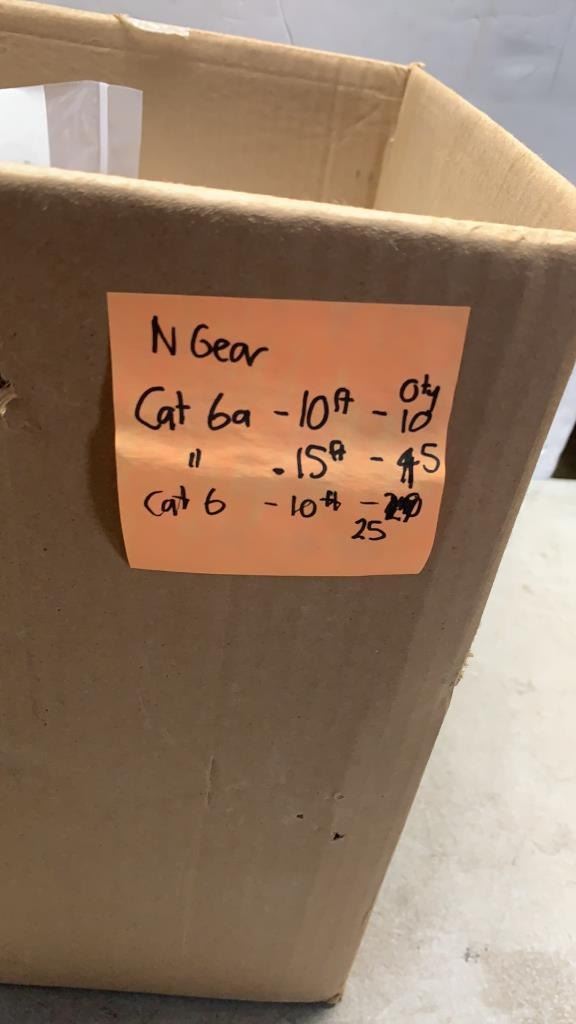 N Gear
Qty
Cat 6a - 10ft - 10
" . 15ft - 45
Cat 6 - 10ft -
25